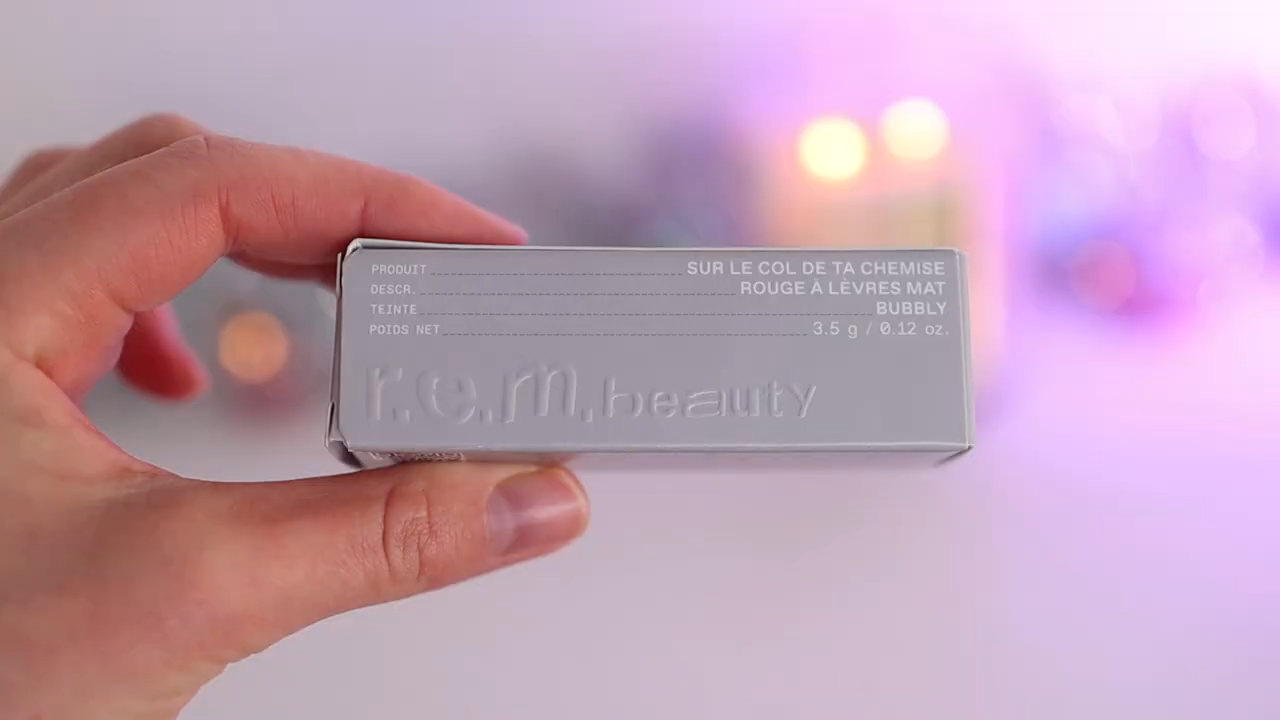 PRODUIT SUR LE COL DE TA CHEMISE
DESCR. ROUGE À LÈVRES MAT
TEINTE BUBBLY
POIDS NET 3.5 g / 0.12 oz.
r.e.m.beauty